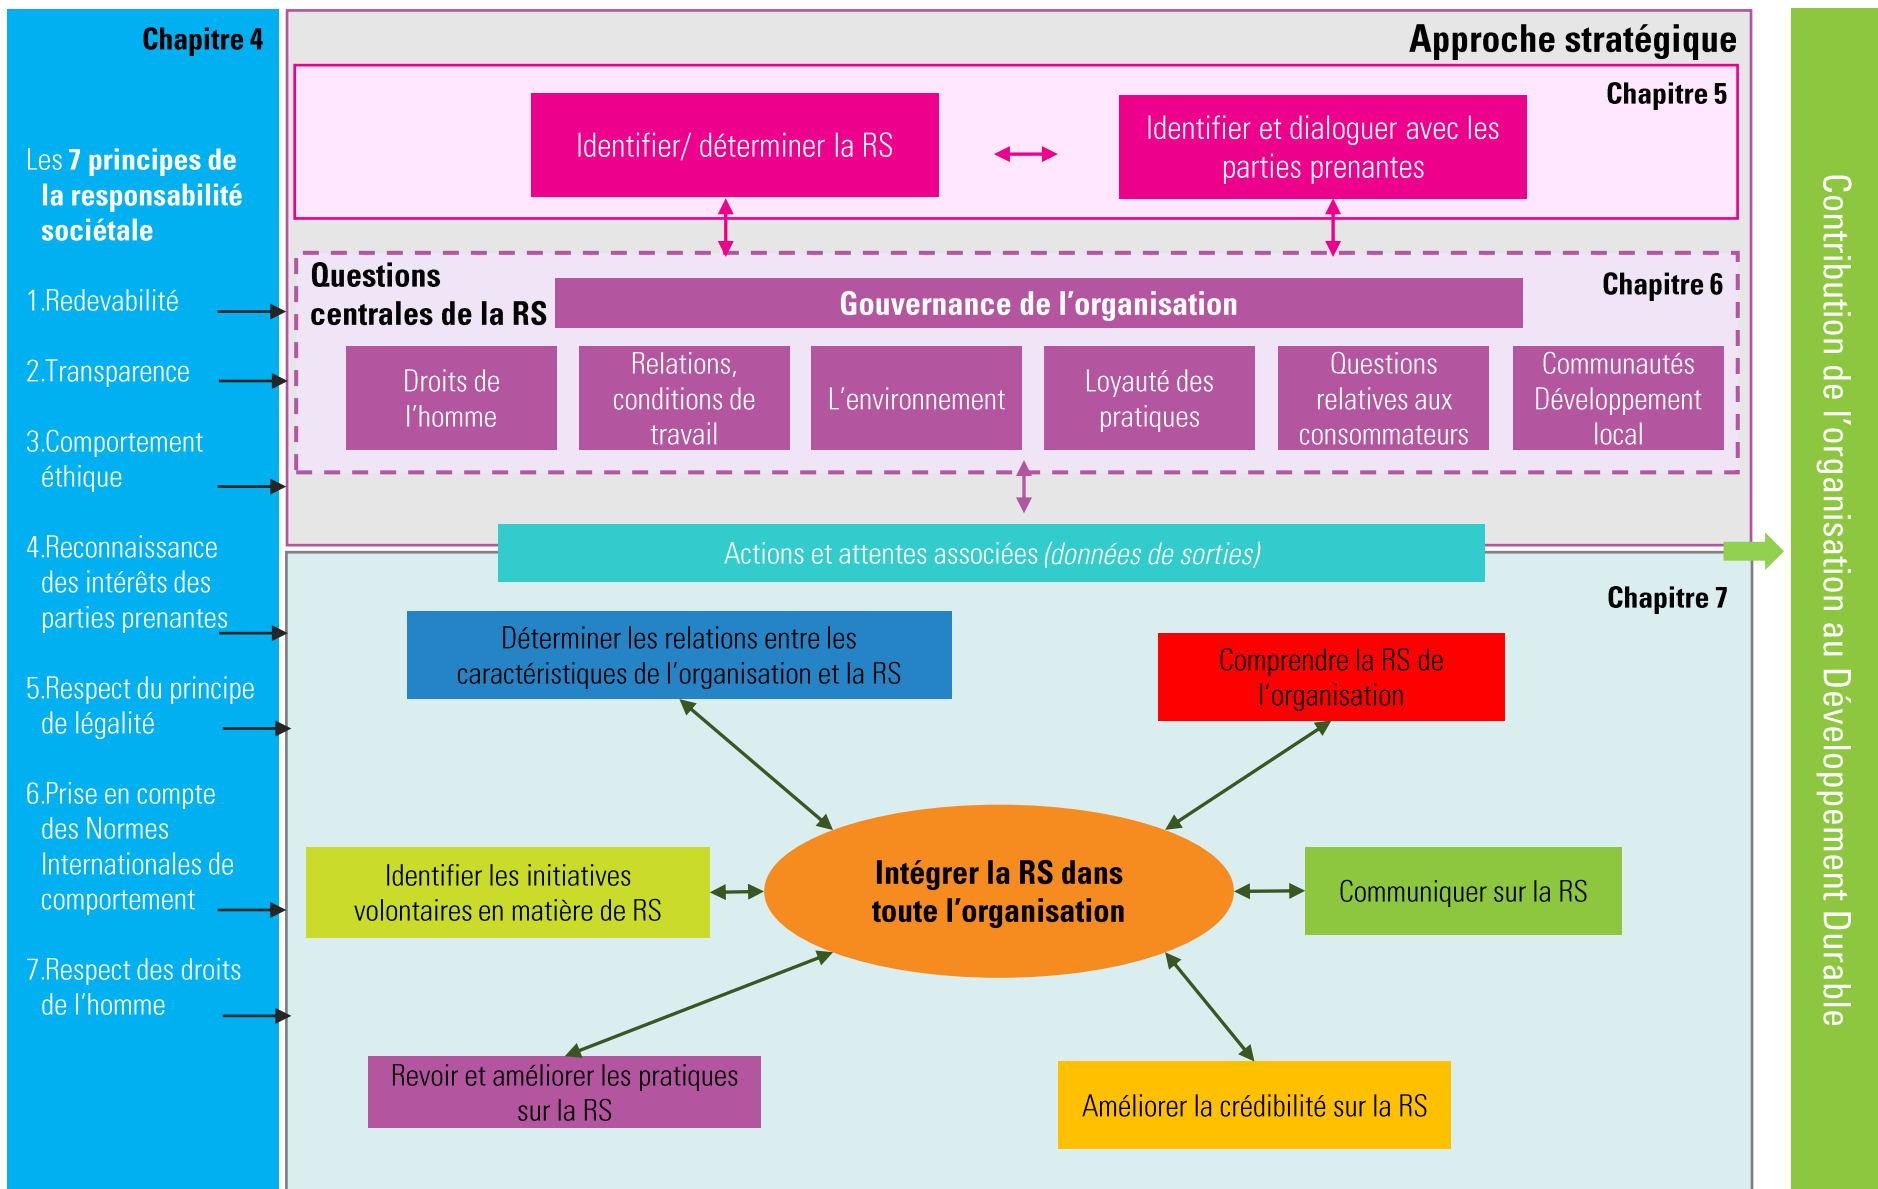 Chapitre 4
Les 7 principes de
la responsabilité
sociétale
1.Redevabilité
2.Transparence
3.Comportement
éthique
4.Reconnaissance
des intérêts des
parties prenantes
5.Respect du principe
de légalité
6.Prise en compte
des Normes
Internationales de
comportement
7.Respect des droits
de l'homme
Approche stratégique
Chapitre 5
Identifier/ déterminer la RS
Identifier et dialoguer avec les
parties prenantes
Questions
centrales de la RS
Chapitre 6
Gouvernance de l'organisation
Droits de
l'homme
Relations,
conditions de
travail
L'environnement
Loyauté des
pratiques
Questions
relatives aux
consommateurs
Communautés
Développement
local
Actions et attentes associées (données de sorties)
Chapitre 7
Déterminer les relations entre les
caractéristiques de l'organisation et la RS
Comprendre la RS de
l'organisation
Identifier les initiatives
volontaires en matière de RS
Intégrer la RS dans
toute l'organisation
Communiquer sur la RS
Revoir et améliorer les pratiques
sur la RS
Améliorer la crédibilité sur la RS
Contribution de l'organisation au Développement Durable